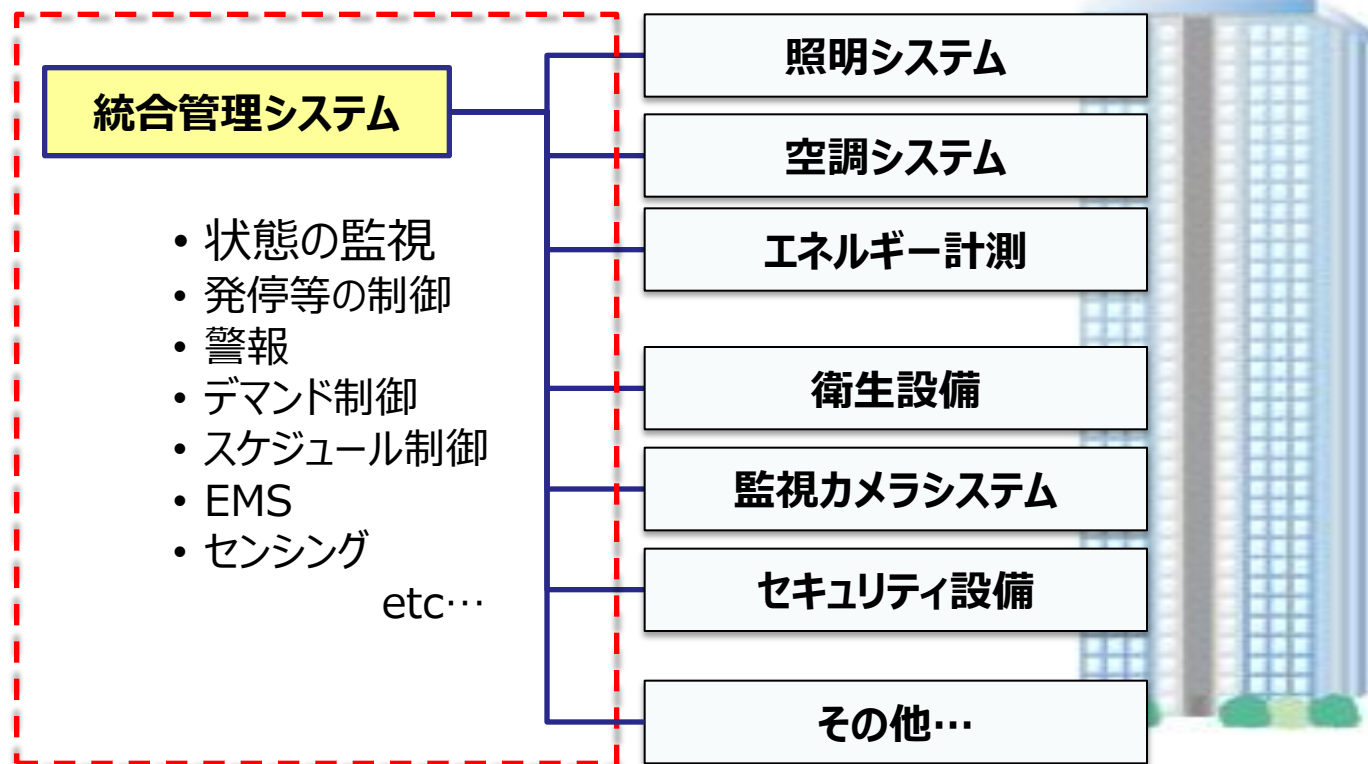 統合管理システム
• 状態の監視
• 発停等の制御
• 警報
• デマンド制御
• スケジュール制御
• EMS
• センシング
etc…
照明システム
空調システム
エネルギー計測
衛生設備
監視カメラシステム
セキュリティ設備
その他…